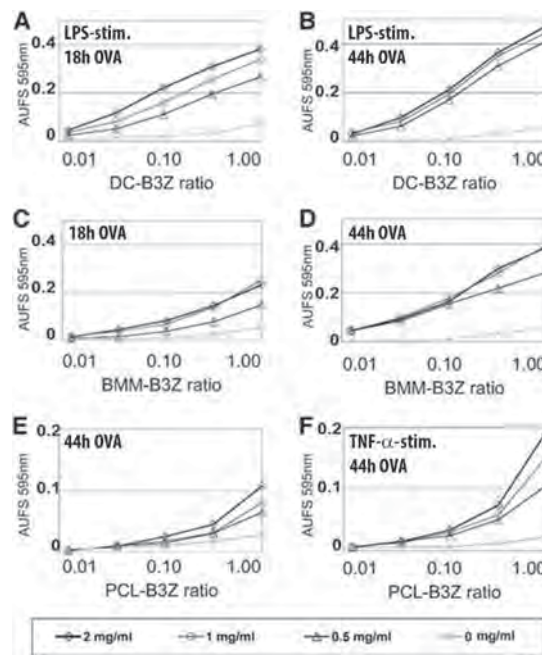 A
LPS-stim.
18h OVA
0.4
0.2
0
AUFS 595nm
0.01 0.10 1.00
DC-B3Z ratio
B
LPS-stim.
44h OVA
0.4
0.2
0
AUFS 595nm
0.01 0.10 1.00
DC-B3Z ratio
C
18h OVA
0.4
0.2
0
AUFS 595nm
0.01 0.10 1.00
BMM-B3Z ratio
D
44h OVA
0.4
0.2
0
AUFS 595nm
0.01 0.10 1.00
BMM-B3Z ratio
E
44h OVA
0.2
0.1
0
AUFS 595nm
0.01 0.10 1.00
PCL-B3Z ratio
F
TNF-α-stim.
44h OVA
0.2
0.1
0
AUFS 595nm
0.01 0.10 1.00
PCL-B3Z ratio
2 mg/ml 1 mg/ml 0.5 mg/ml 0 mg/ml